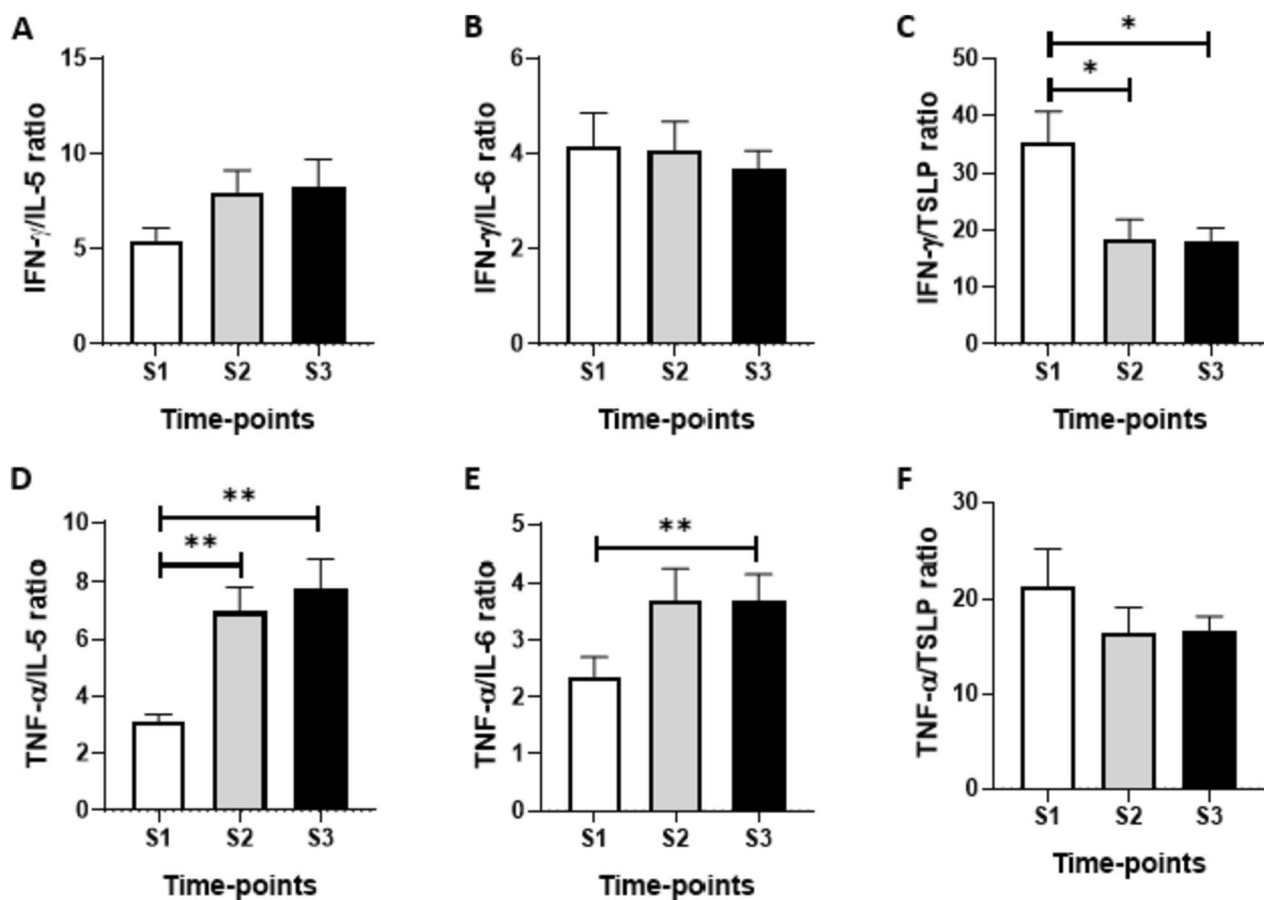 A
IFN-γ/IL-5 ratio
15
10
5
0
S1 S2 S3
Time-points
B
IFN-γ/IL-6 ratio
6
4
2
0
S1 S2 S3
Time-points
C
IFN-γ/TSLP ratio
50
40
30
20
10
0
*
*
S1 S2 S3
Time-points
D
TNF-α/IL-5 ratio
10
8
6
4
2
0
**
**
S1 S2 S3
Time-points
E
TNF-α/IL-6 ratio
5
4
3
2
1
0
**
S1 S2 S3
Time-points
F
TNF-α/TSLP ratio
30
20
10
0
S1 S2 S3
Time-points